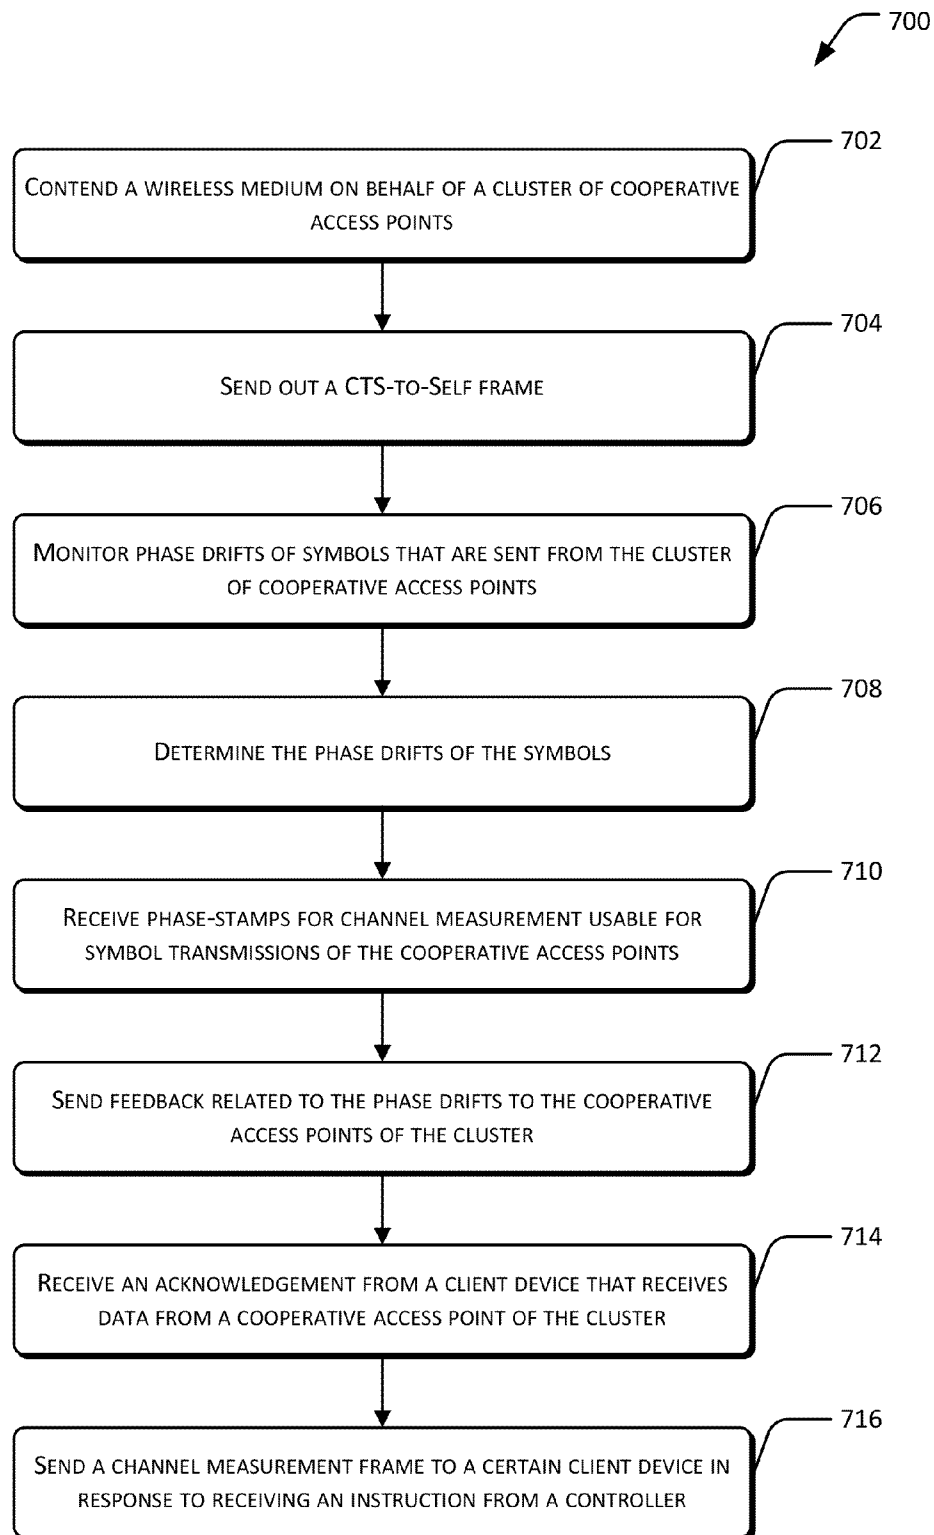 700
702
CONTEND A WIRELESS MEDIUM ON BEHALF OF A CLUSTER OF COOPERATIVE
ACCESS POINTS
704
SEND OUT A CTS-TO-SELF FRAME
706
MONITOR PHASE DRIFTS OF SYMBOLS THAT ARE SENT FROM THE CLUSTER
OF COOPERATIVE ACCESS POINTS
708
DETERMINE THE PHASE DRIFTS OF THE SYMBOLS
710
RECEIVE PHASE-STAMPS FOR CHANNEL MEASUREMENT USABLE FOR
SYMBOL TRANSMISSIONS OF THE COOPERATIVE ACCESS POINTS
712
SEND FEEDBACK RELATED TO THE PHASE DRIFTS TO THE COOPERATIVE
ACCESS POINTS OF THE CLUSTER
714
RECEIVE AN ACKNOWLEDGEMENT FROM A CLIENT DEVICE THAT RECEIVES
DATA FROM A COOPERATIVE ACCESS POINT OF THE CLUSTER
716
SEND A CHANNEL MEASUREMENT FRAME TO A CERTAIN CLIENT DEVICE IN
RESPONSE TO RECEIVING AN INSTRUCTION FROM A CONTROLLER